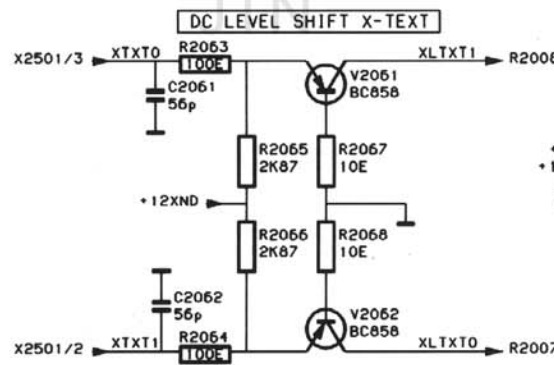 DC LEVEL SHIFT X-TEXT
X2501/3 XTXT0 R2063 XLTXT1 R2008
100E
V2061
BC858
C2061
56p
R2065
2K87
R2067
10E
+12XND
R2066
2K87
R2068
10E
C2062
56p
V2062
BC858
X2501/2 XTXT1 R2064 XLTXT0 R2007
100E